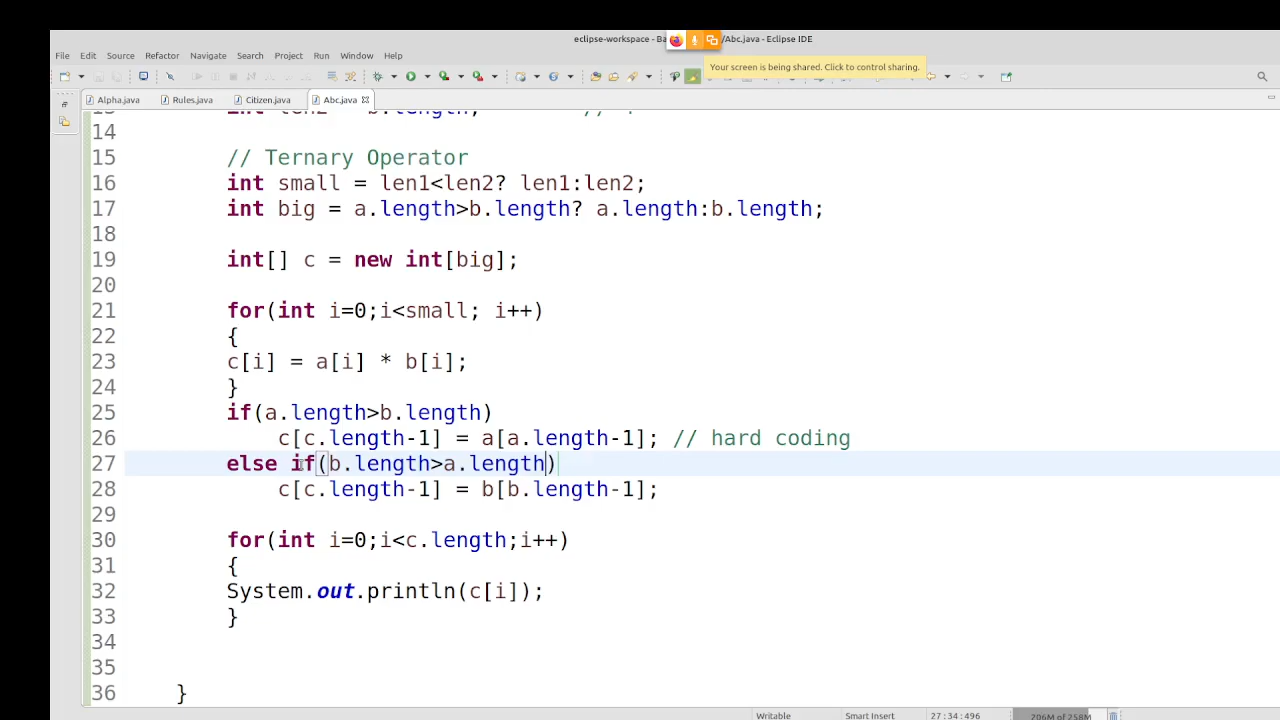 eclipse-workspace - Ba /Abc.java - Eclipse IDE
File Edit Source Refactor Navigate Search Project Run Window Help
Your screen is being shared. Click to control sharing.
Alpha.java Rules.java Citizen.java Abc.java
14
15 // Ternary Operator
16 int small = len1<len2? len1:len2;
17 int big = a.length>b.length? a.length:b.length;
18
19 int[] c = new int[big];
20
21 for(int i=0;i<small; i++)
22 {
23 c[i] = a[i] * b[i];
24 }
25 if(a.length>b.length)
26 c[c.length-1] = a[a.length-1]; // hard coding
27 else if(b.length>a.length)
28 c[c.length-1] = b[b.length-1];
29
30 for(int i=0;i<c.length;i++)
31 {
32 System.out.println(c[i]);
33 }
34
35
36 }
Writable Smart Insert 27:34:496 206M of 258M